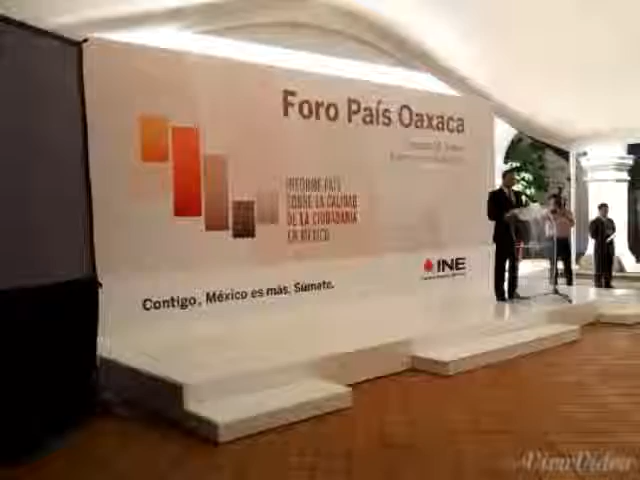 Foro País Oaxaca
INFORME PAÍS
SOBRE LA CALIDAD
DE LA CIUDADANÍA
EN MÉXICO
INE
Contigo, México es más. Súmate.